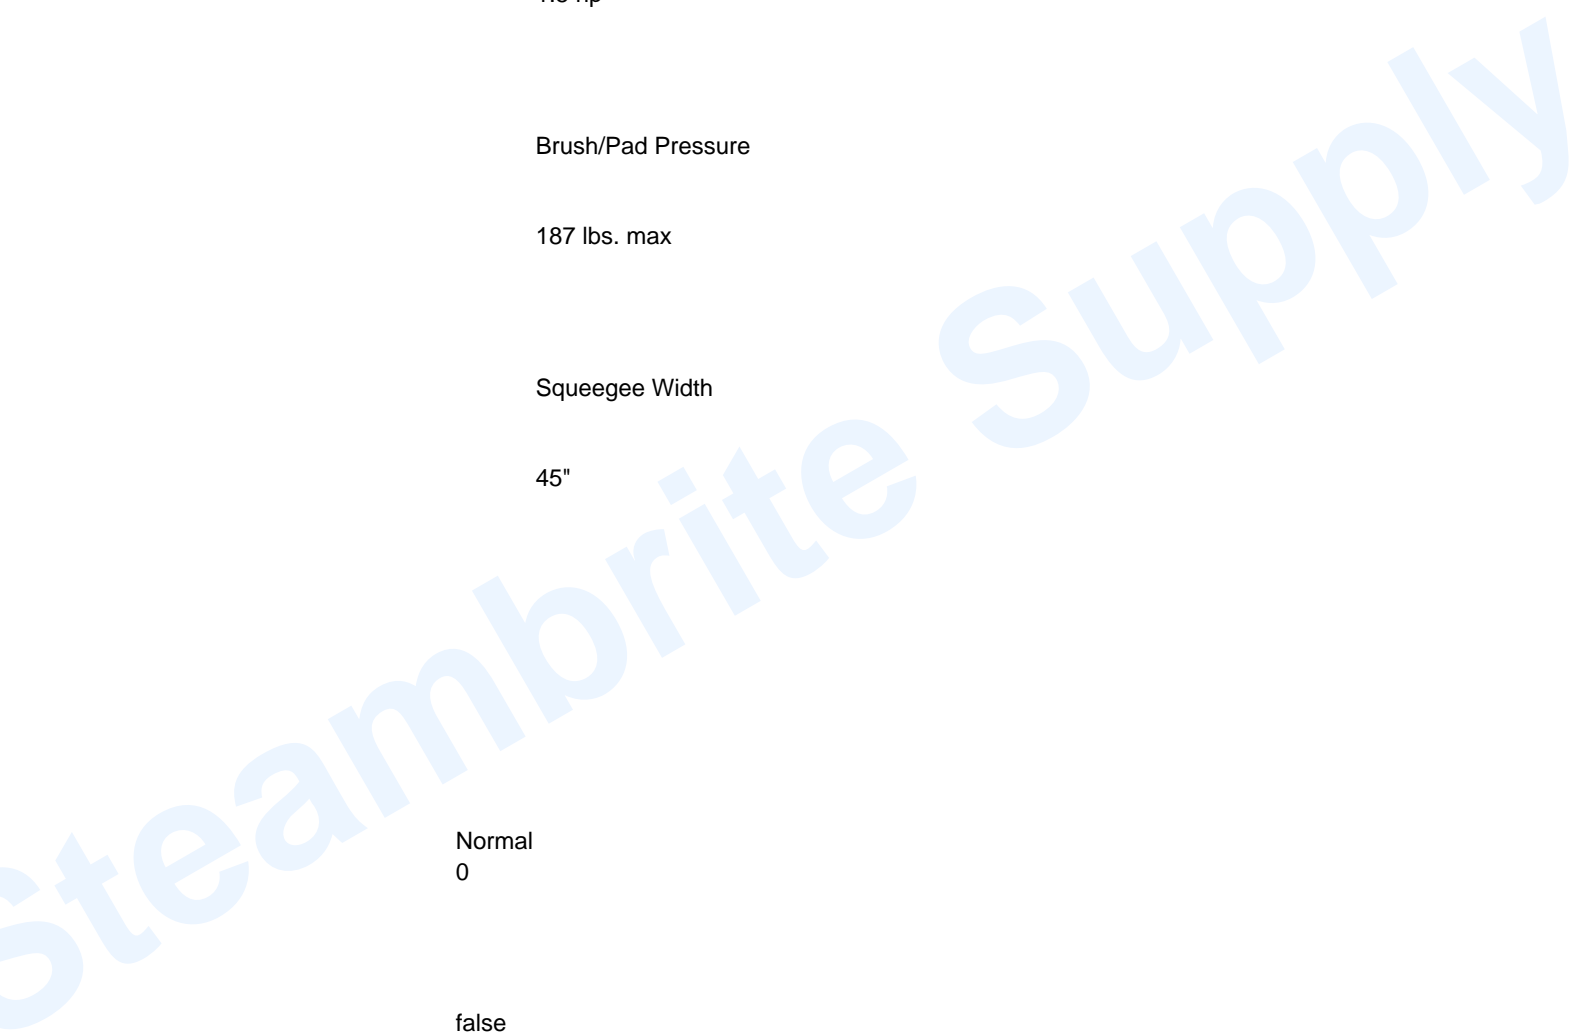 Brush/Pad Pressure
187 lbs. max
Squeegee Width
45"
Normal
0
false
Steambrite Supply